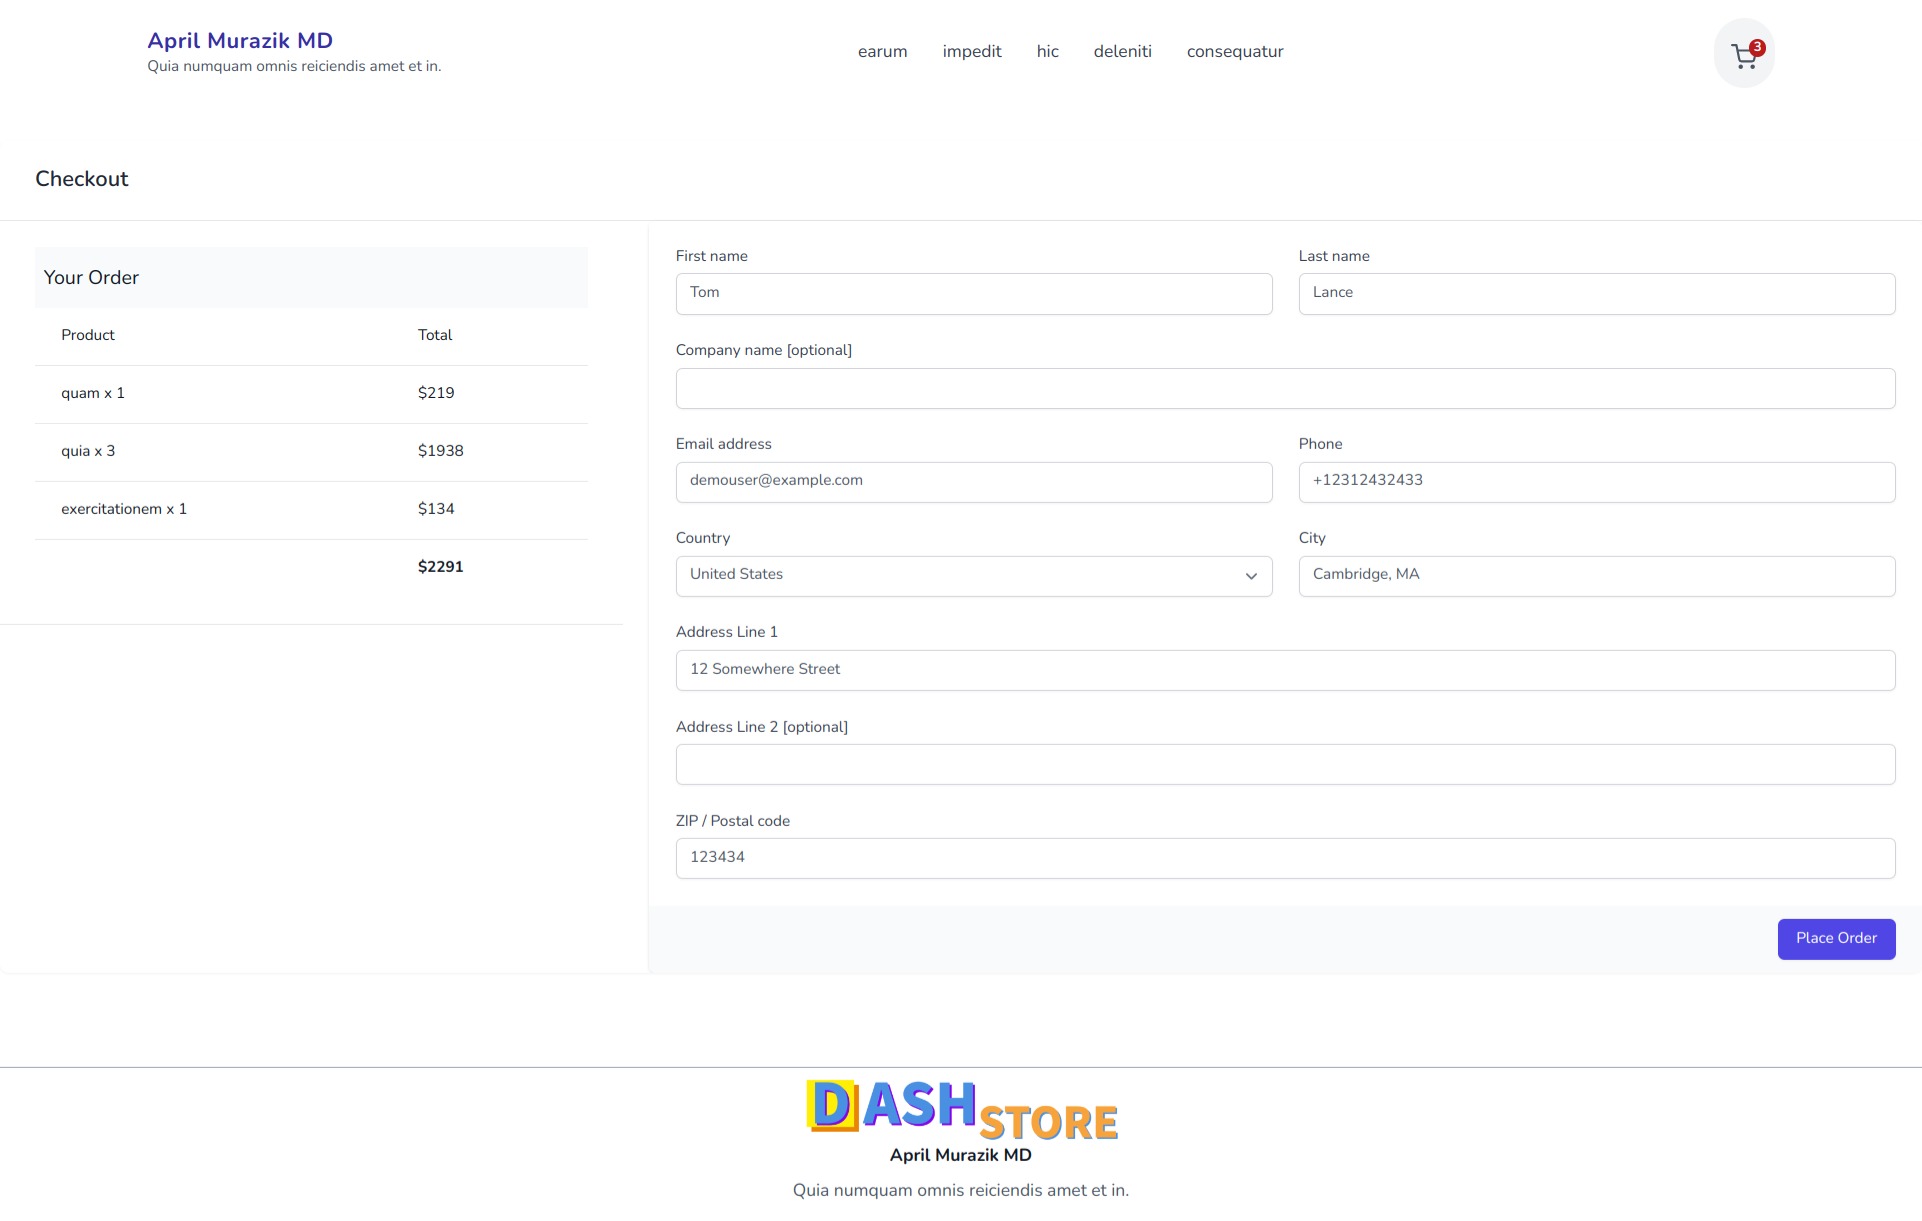 April Murazik MD
Quia numquam omnis reiciendis amet et in.
earum impedit hic deleniti consequatur
3
Checkout
Your Order
Product Total
quam x 1 $219
quia x 3 $1938
exercitationem x 1 $134
$2291
First name Last name
Tom Lance
Company name [optional]
Email address Phone
demouser@example.com +12312432433
Country City
United States Cambridge, MA
Address Line 1
12 Somewhere Street
Address Line 2 [optional]
ZIP / Postal code
123434
Place Order
DASH STORE
April Murazik MD
Quia numquam omnis reiciendis amet et in.